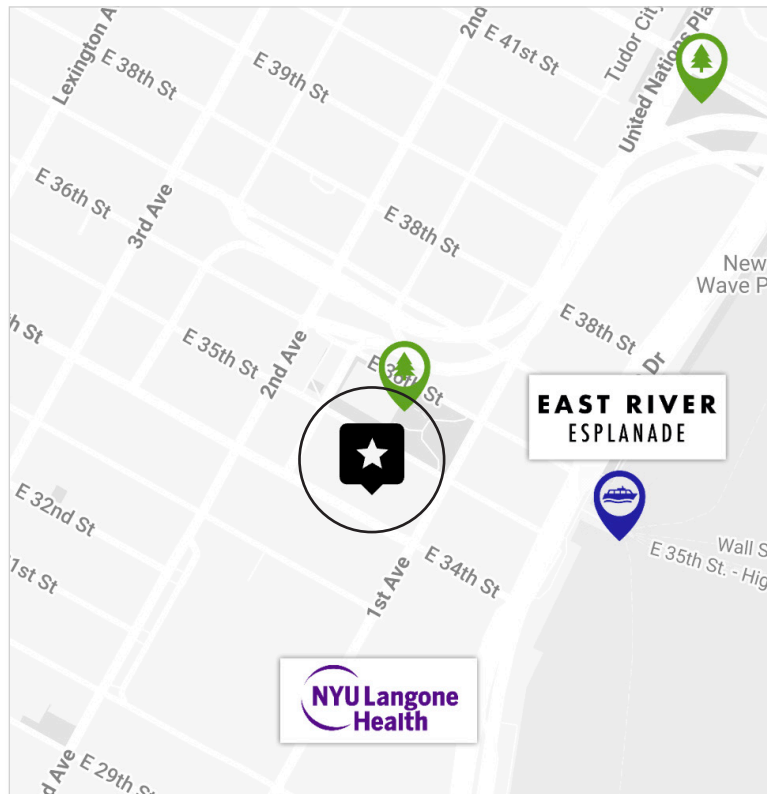 Lexington A
E 38th St
E 39th St
2nd
E 41st St
Tudor City
United Nations Pla
E 36th St
3rd Ave
E 38th St
New
Wave P
h St
E 35th St
2nd Ave
E 36th St
E 38th St
Dr
EAST RIVER
ESPLANADE
E 32nd St
1st St
1st Ave
E 34th St
Wall S
E 35th St. - Hig
NYU Langone
Health
d Ave
E 29th St